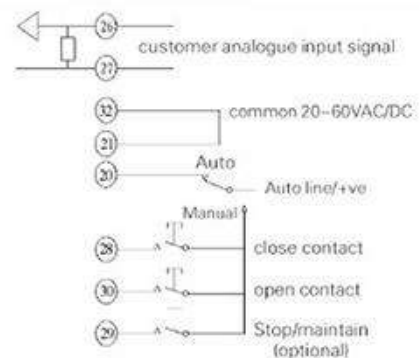 26
customer analogue input signal
27
32
common 20-60VAC/DC
21
Auto
20
Auto line/+ve
Manual
28
close contact
30
open contact
29
Stop/maintain
(optional)